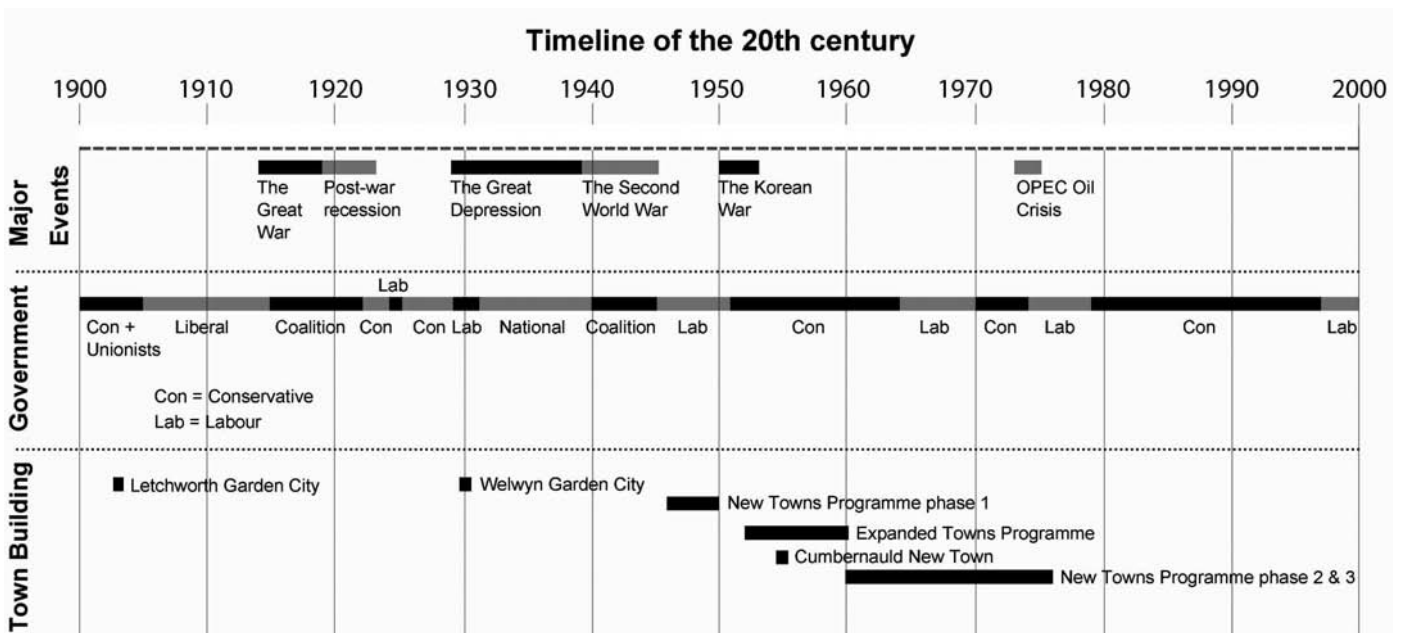 Timeline of the 20th century
1900 1910 1920 1930 1940 1950 1960 1970 1980 1990 2000
Major
Events
The
Great
War
Post-war
recession
The Great
Depression
The Second
World War
The Korean
War
OPEC Oil
Crisis
Government
Lab
Con +
Unionists
Liberal
Coalition
Con
Con
Lab
National
Coalition
Lab
Con
Lab
Con
Lab
Con
Lab
Con = Conservative
Lab = Labour
Town Building
Letchworth Garden City
Welwyn Garden City
New Towns Programme phase 1
Expanded Towns Programme
Cumbernauld New Town
New Towns Programme phase 2 & 3